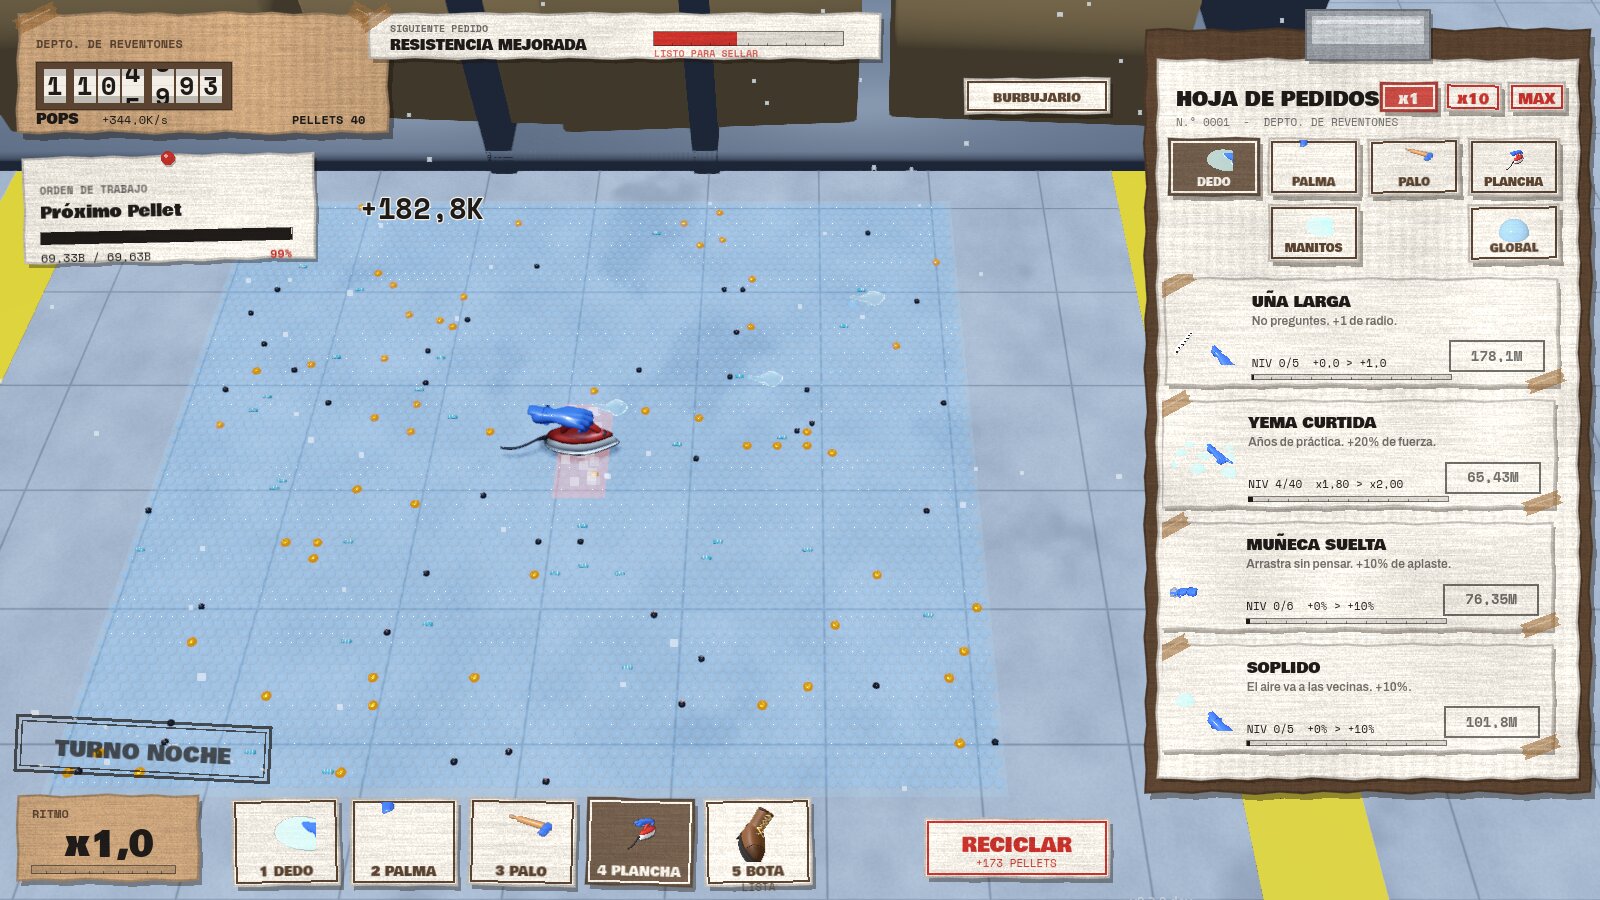 DEPTO. DE REVENTONES
POPS +344.0K/s PELLETS 40
SIGUIENTE PEDIDO
RESISTENCIA MEJORADA
LISTO PARA SELLAR
BURBUJARIO
ORDEN DE TRABAJO
Próximo Pellet
69.33B / 69.63B 99%
+182,8K
HOJA DE PEDIDOS x1 x10 MAX
N.° 0001 - DEPTO. DE REVENTONES
DEDO PALMA PALO PLANCHA
MANITOS GLOBAL
UÑA LARGA
No preguntes. +1 de radio.
NIV 0/5 +0,0 > +1,0 178,1M
YEMA CURTIDA
Años de práctica. +20% de fuerza.
NIV 4/40 x1,80 > x2,00 65,43M
MUÑECA SUELTA
Arrastra sin pensar. +10% de aplaste.
NIV 0/6 +0% > +10% 76,35M
SOPLIDO
El aire va a las vecinas. +10%.
NIV 0/5 +0% > +10% 101,8M
TURNO NOCHE
RITMO
x1,0
1 DEDO 2 PALMA 3 PALO 4 PLANCHA 5 BOTA
LISTA
RECICLAR
+173 PELLETS